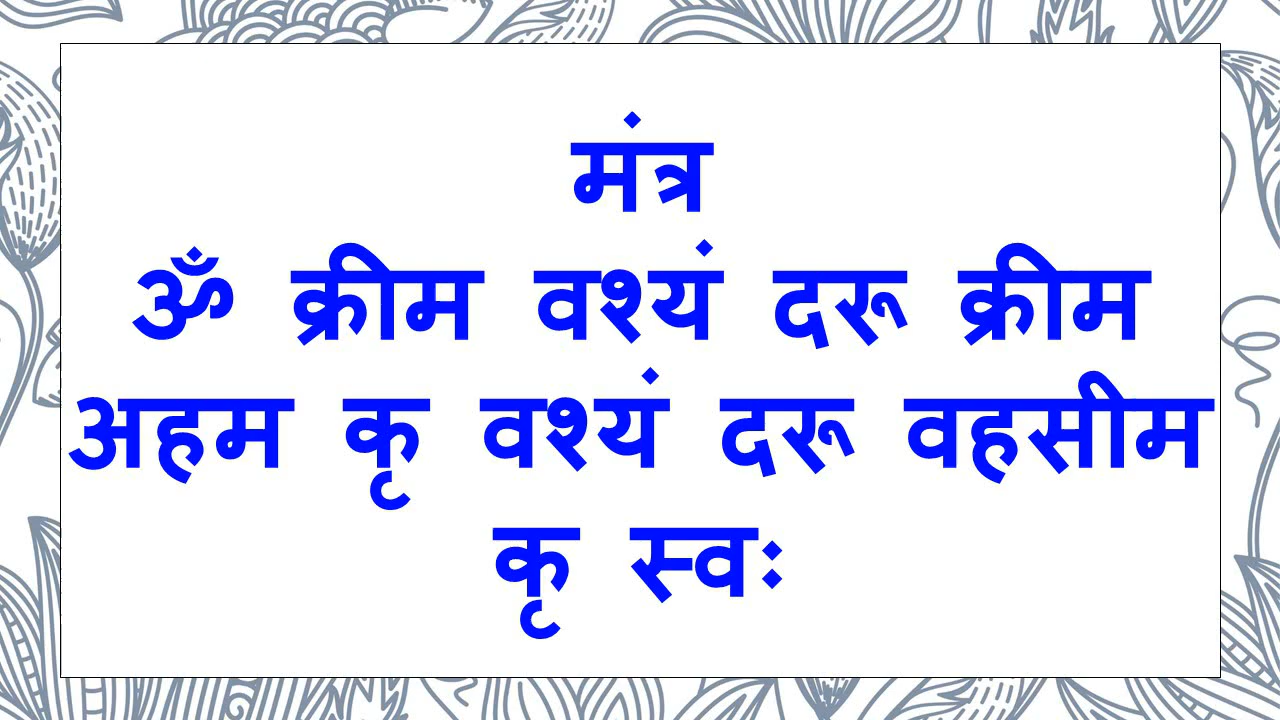 मंत्र
ॐ क्रीम वश्यं दरू क्रीम
अहम कृ वश्यं दरू वहसीम
कृ स्वः